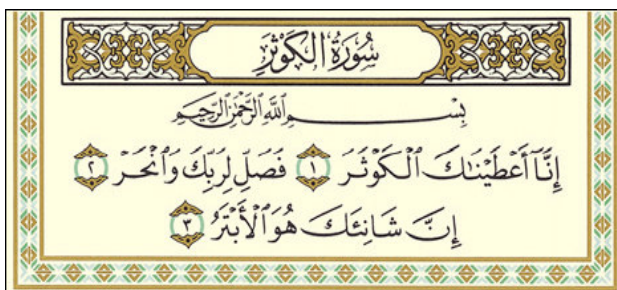 سُورَةُ الكَوْثَرِ
بِسْمِ ٱللَّهِ ٱلرَّحْمَٰنِ ٱلرَّحِيمِ
إِنَّآ أَعْطَيْنَٰكَ ٱلْكَوْثَرَ ١ فَصَلِّ لِرَبِّكَ وَٱنْحَرْ ٢
إِنَّ شَانِئَكَ هُوَ ٱلْأَبْتَرُ ٣